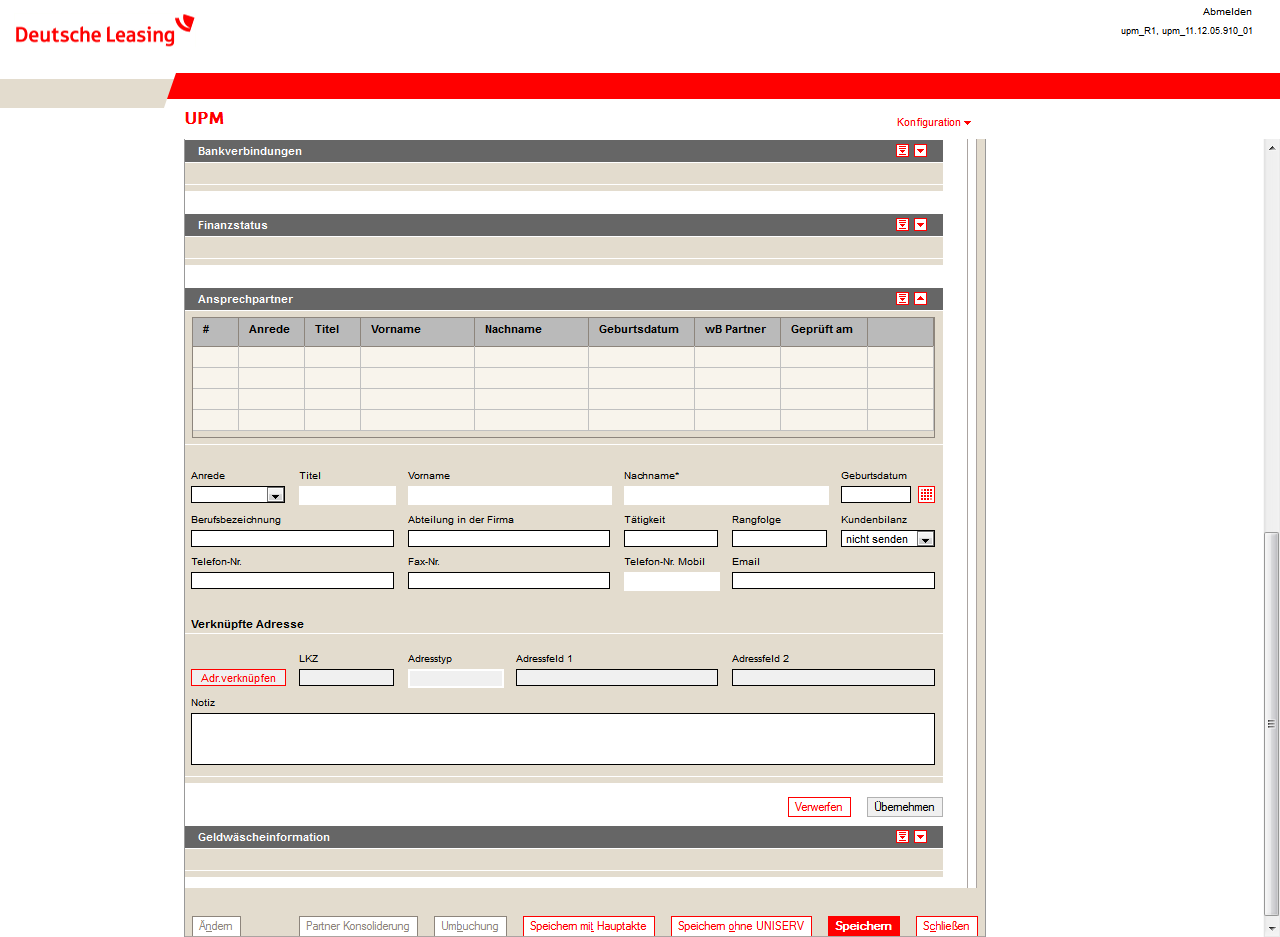 Deutsche Leasing
Abmelden
upm_R1, upm_11.12.05.910_01
UPM
Konfiguration
Bankverbindungen
Finanzstatus
Ansprechpartner
# Anrede Titel Vorname Nachname Geburtsdatum wB Partner Geprüft am
Anrede Titel Vorname Nachname* Geburtsdatum
Berufsbezeichnung Abteilung in der Firma Tätigkeit Rangfolge Kundenbilanz
nicht senden
Telefon-Nr. Fax-Nr. Telefon-Nr. Mobil Email
Verknüpfte Adresse
LKZ Adresstyp Adressfeld 1 Adressfeld 2
Adr.verknüpfen
Notiz
Verwerfen Übernehmen
Geldwäscheinformation
Ändern Partner Konsolidierung Umbuchung Speichern mit Hauptakte Speichern ohne UNISERV Speichern Schließen